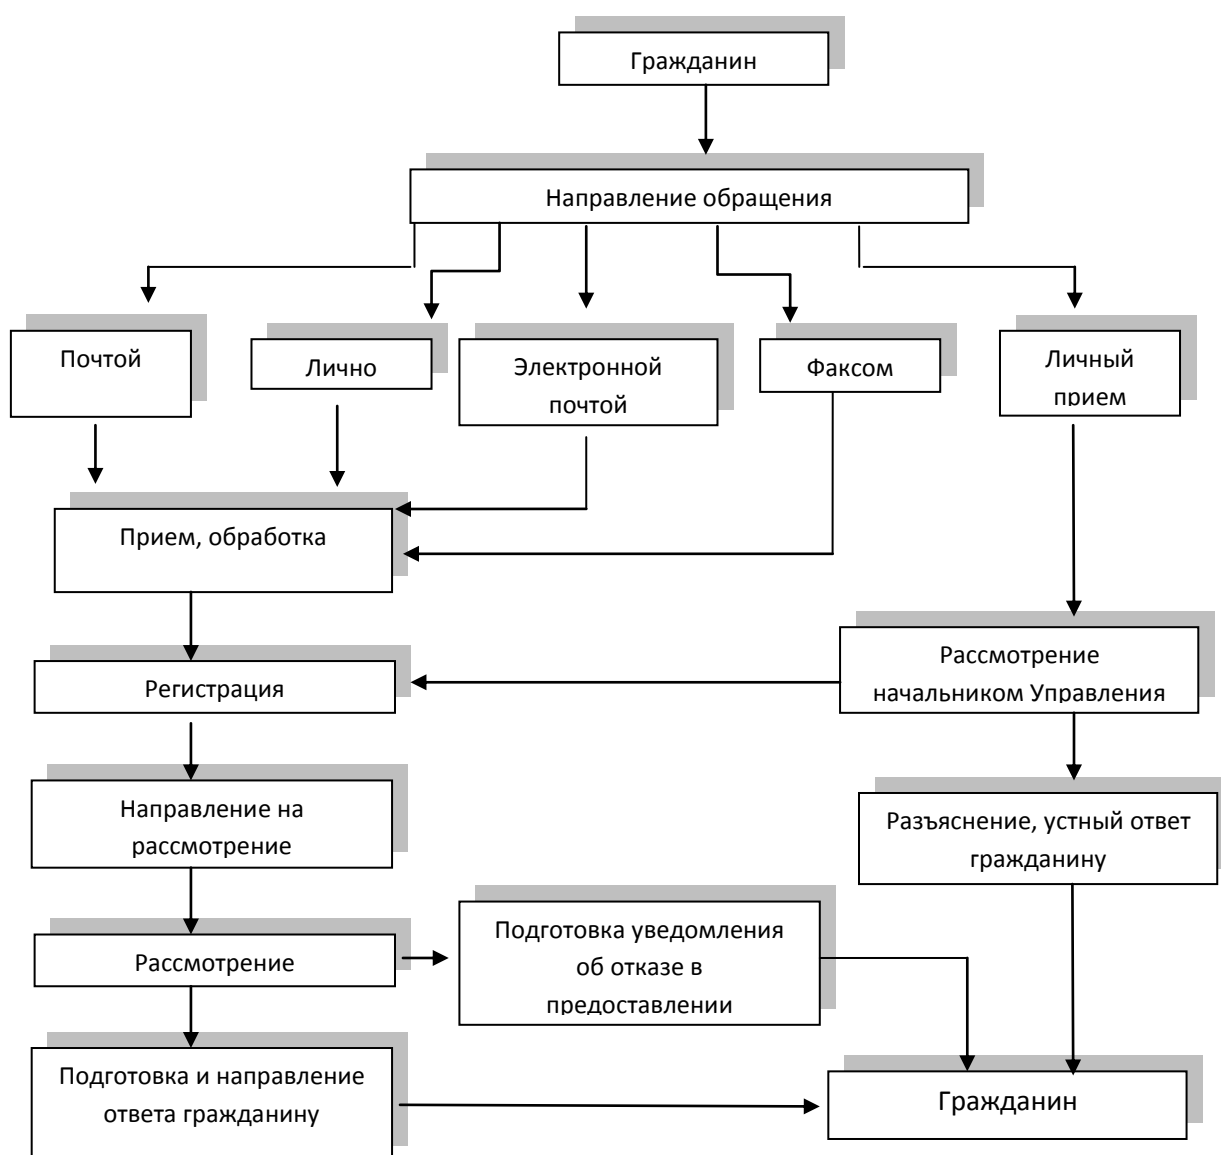 Гражданин
Направление обращения
Почтой
Лично
Электронной
почтой
Факсом
Личный
прием
Прием, обработка
Регистрация
Рассмотрение
начальником Управления
Направление на
рассмотрение
Разъяснение, устный ответ
гражданину
Рассмотрение
Подготовка уведомления
об отказе в
предоставлении
Подготовка и направление
ответа гражданину
Гражданин